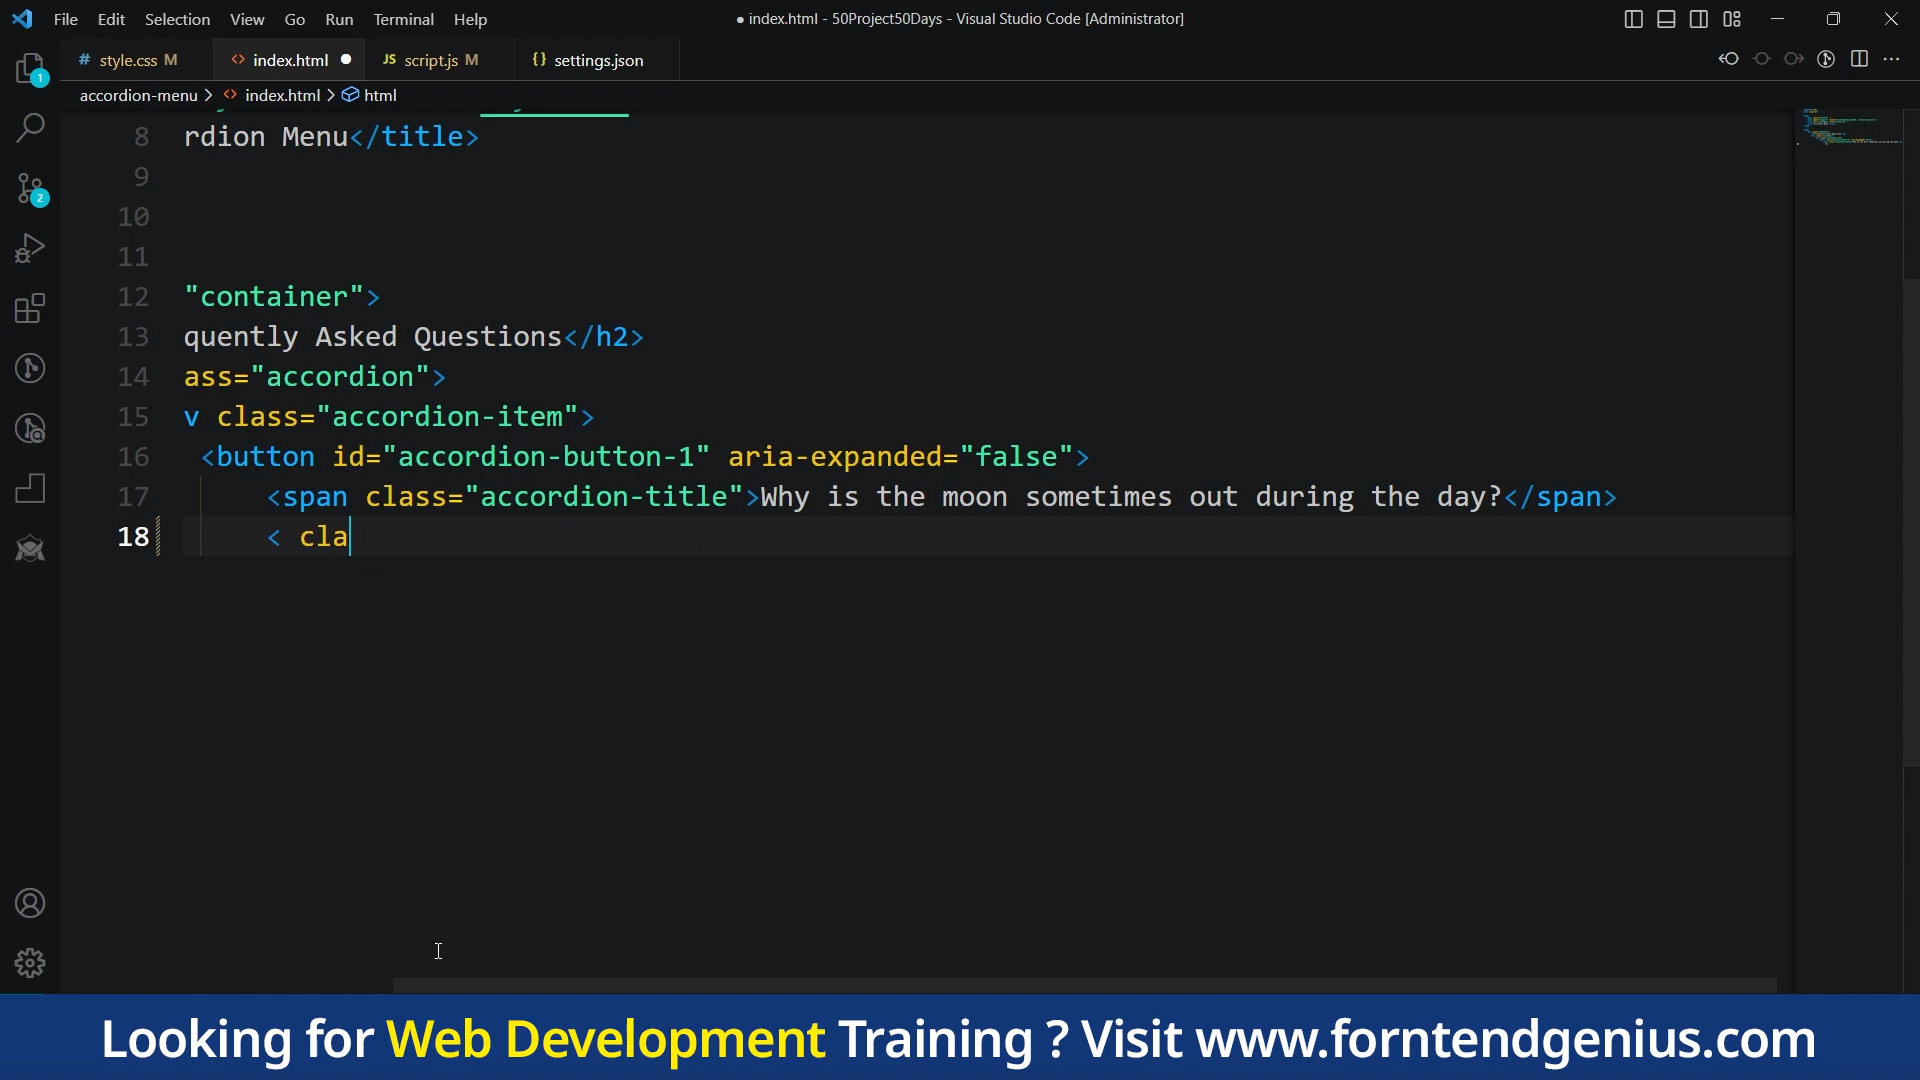 File Edit Selection View Go Run Terminal Help
● index.html - 50Project50Days - Visual Studio Code [Administrator]
# style.css M
<> index.html ●
JS script.js M
{} settings.json
accordion-menu > <> index.html > html
1
2
8 rdion Menu</title>
9
10
11
12 "container">
13 quently Asked Questions</h2>
14 ass="accordion">
15 v class="accordion-item">
16 <button id="accordion-button-1" aria-expanded="false">
17 <span class="accordion-title">Why is the moon sometimes out during the day?</span>
18 < cla
Looking for Web Development Training ? Visit www.forntendgenius.com